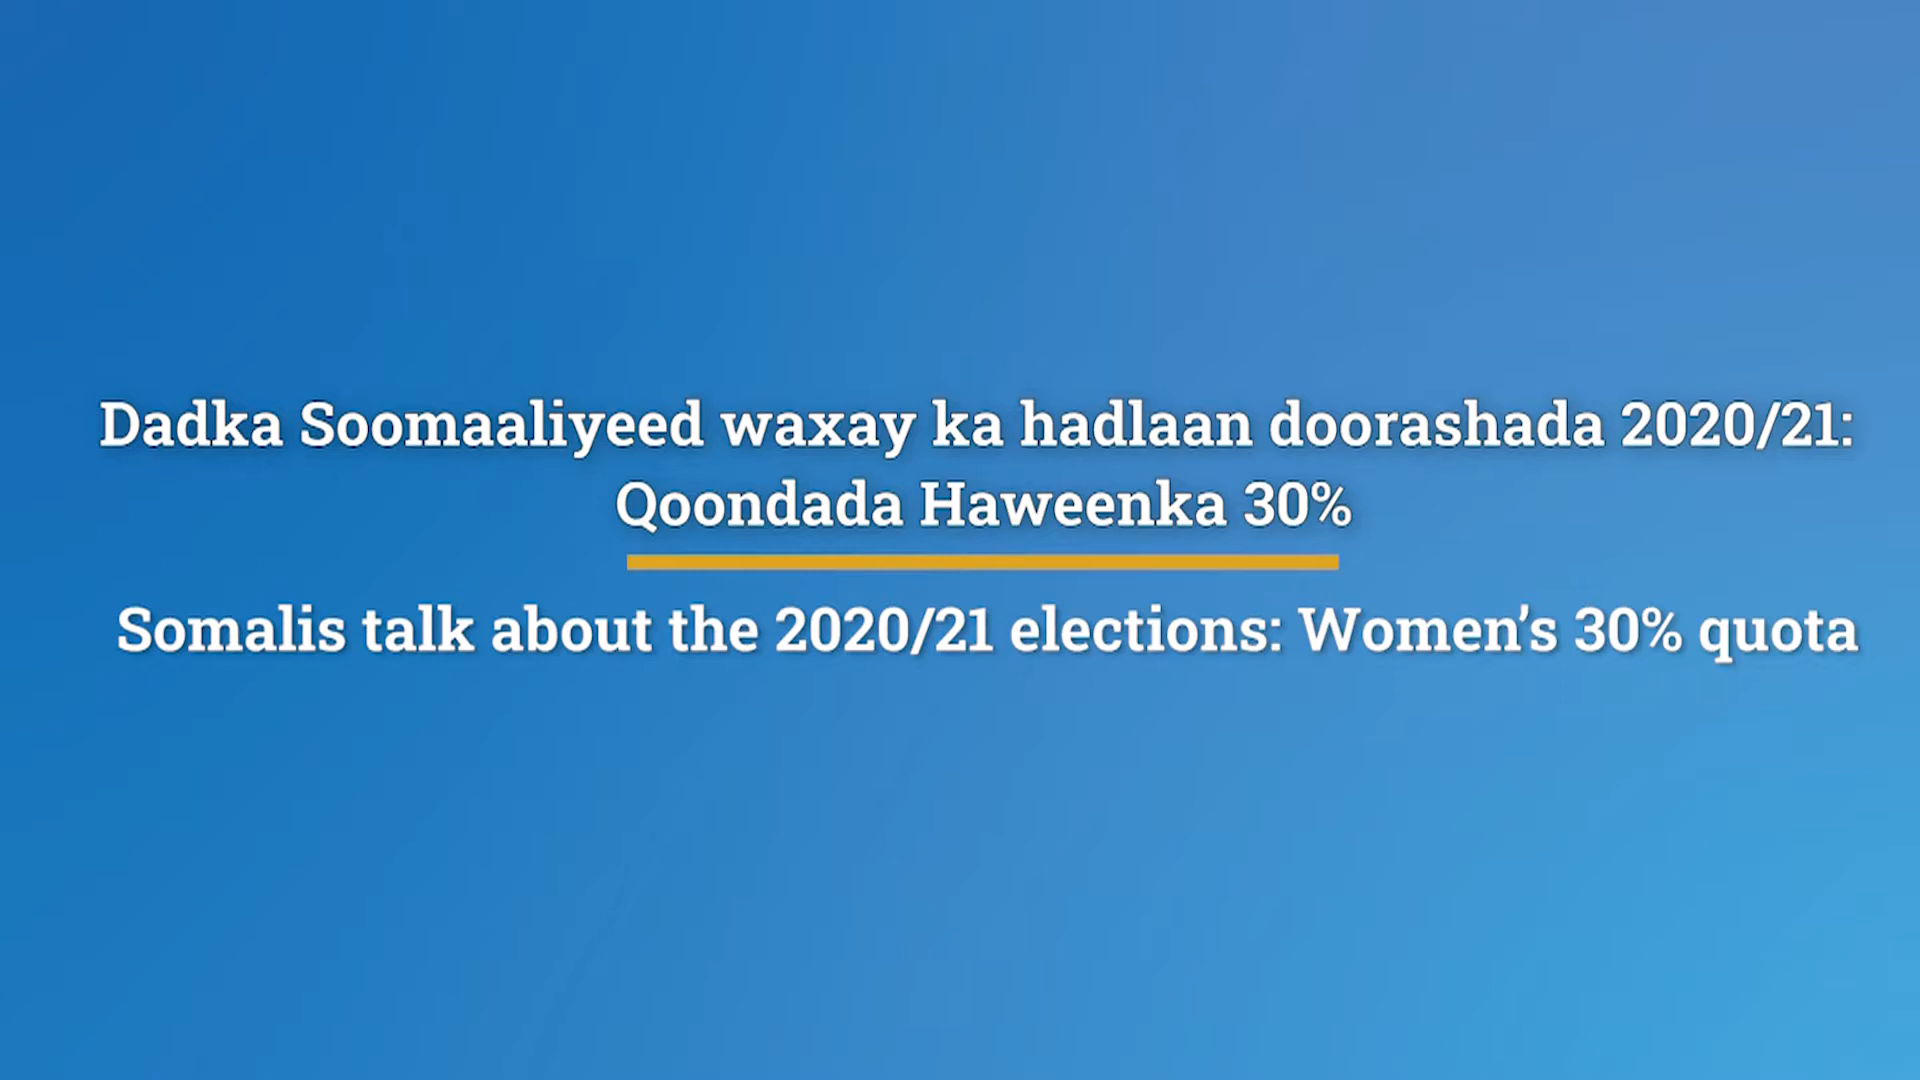 Dadka Soomaaliyeed waxay ka hadlaan doorashada 2020/21:
Qoondada Haweenka 30%
Somalis talk about the 2020/21 elections: Women’s 30% quota